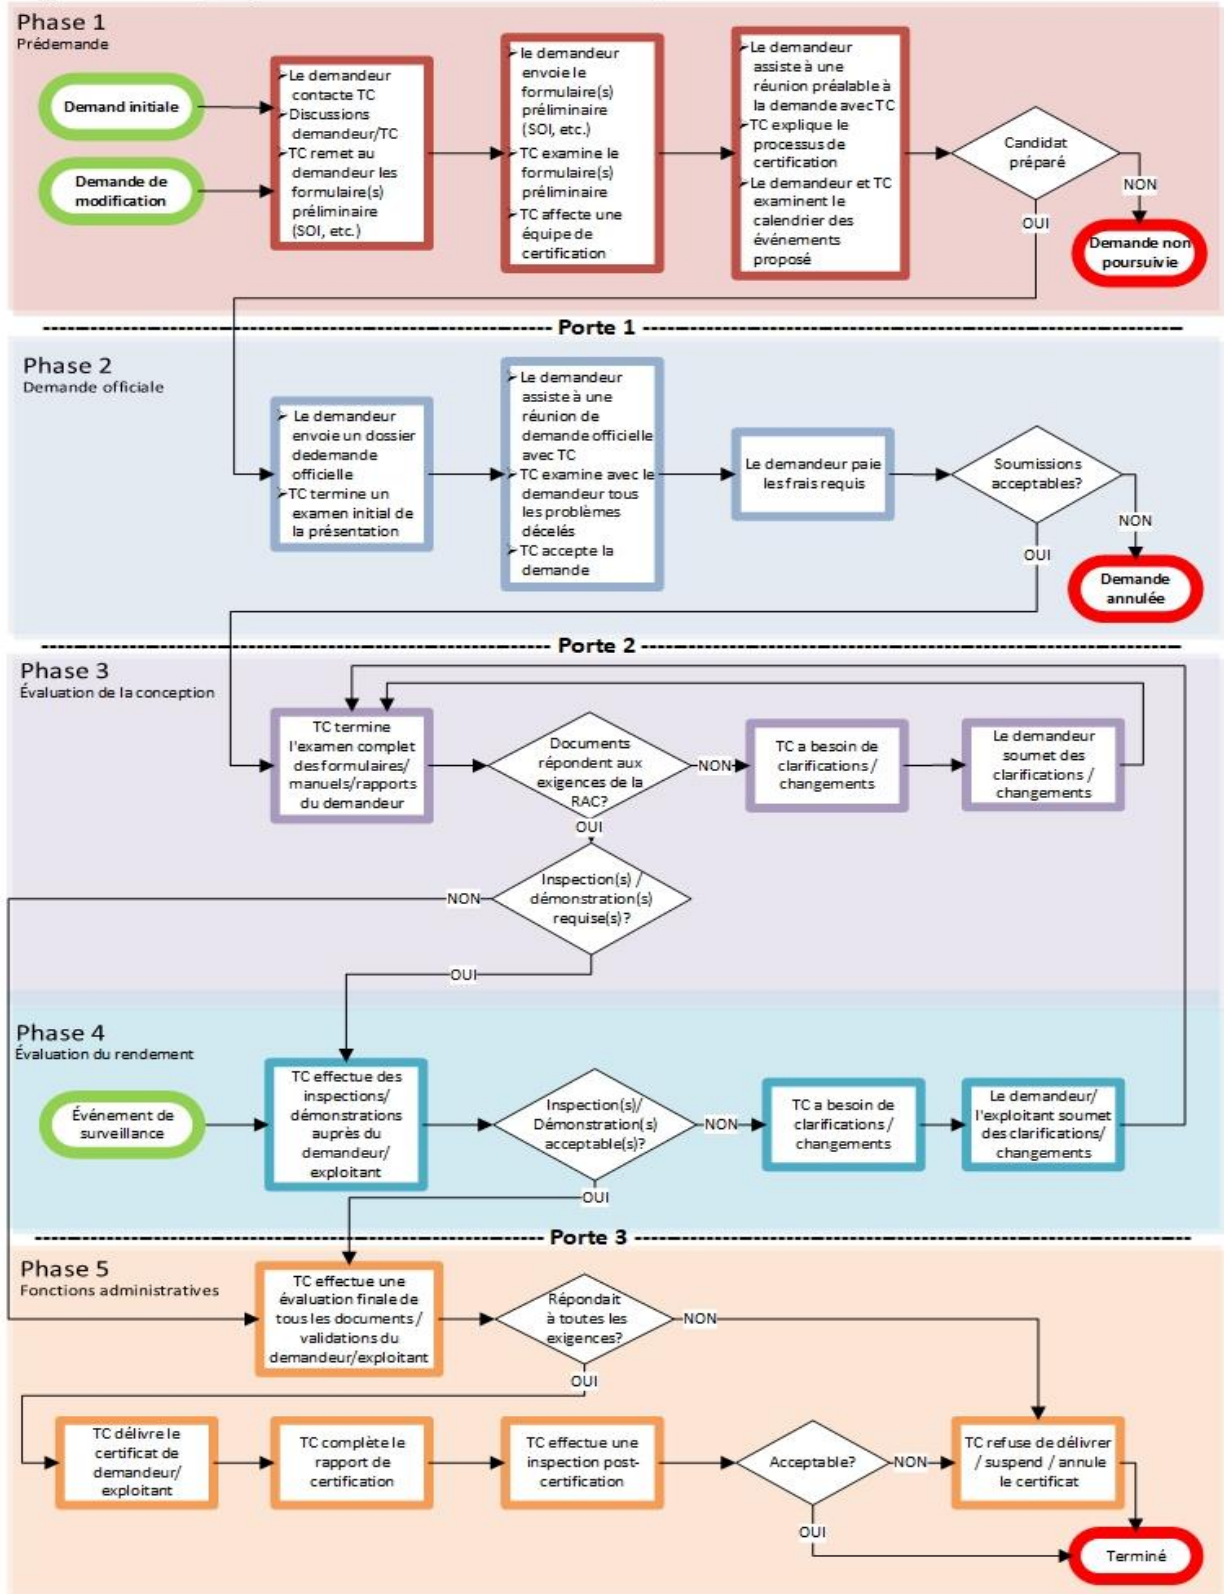 Phase 1
Prédemande
Demand initiale
Demande de
modification
Le demandeur
contacte TC
Discussions
demandeur/TC
TC remet au
demandeur les
formulaire(s)
préliminaire
(SOI, etc.)
le demandeur
envoie le
formulaire(s)
préliminaire
(SOI, etc.)
TC examine le
formulaire(s)
préliminaire
TC affecte une
équipe de
certification
Le demandeur
assiste à une
réunion préalable à
la demande avec TC
TC explique le
processus de
certification
Le demandeur et TC
examinent le
calendrier des
événements
proposé
Candidat
préparé
NON
OUI
Demande non
poursuivie
Porte 1
Phase 2
Demande officiale
Le demandeur
envoie un dossier
dedemande
officielle
TC termine un
examen initial de
la présentation
Le demandeur
assiste à une
réunion de
demande officielle
avec TC
TC examine avec le
demandeur tous
les problèmes
décelés
TC accepte la
demande
Le demandeur paie
les frais requis
Soumissions
acceptables?
NON
OUI
Demande
annulée
Porte 2
Phase 3
Évaluation de la conception
TC termine
l'examen complet
des formulaires/
manuels/rapports
du demandeur
Documents
répondent aux
exigences de la
RAC?
NON
TC a besoin de
clarifications /
changements
Le demandeur
soumet des
clarifications /
changements
OUI
Inspection(s) /
démonstration(s)
requise(s)?
NON
OUI
Phase 4
Évaluation du rendement
Événement de
surveillance
TC effectue des
inspections/
démonstrations
auprès du
demandeur/
exploitant
Inspection(s)/
Démonstration(s)
acceptable(s)?
NON
TC a besoin de
clarifications /
changements
Le demandeur/
l'exploitant soumet
des clarifications/
changements
OUI
Porte 3
Phase 5
Fonctions administratives
TC effectue une
évaluation finale de
tous les documents /
validations du
demandeur/exploitant
Répondait
à toutes les
exigences?
NON
OUI
TC délivre le
certificat de
demandeur/
exploitant
TC complète le
rapport de
certification
TC effectue une
inspection post-
certification
Acceptable?
NON
TC refuse de délivrer
/ suspend / annule
le certificat
OUI
Terminé